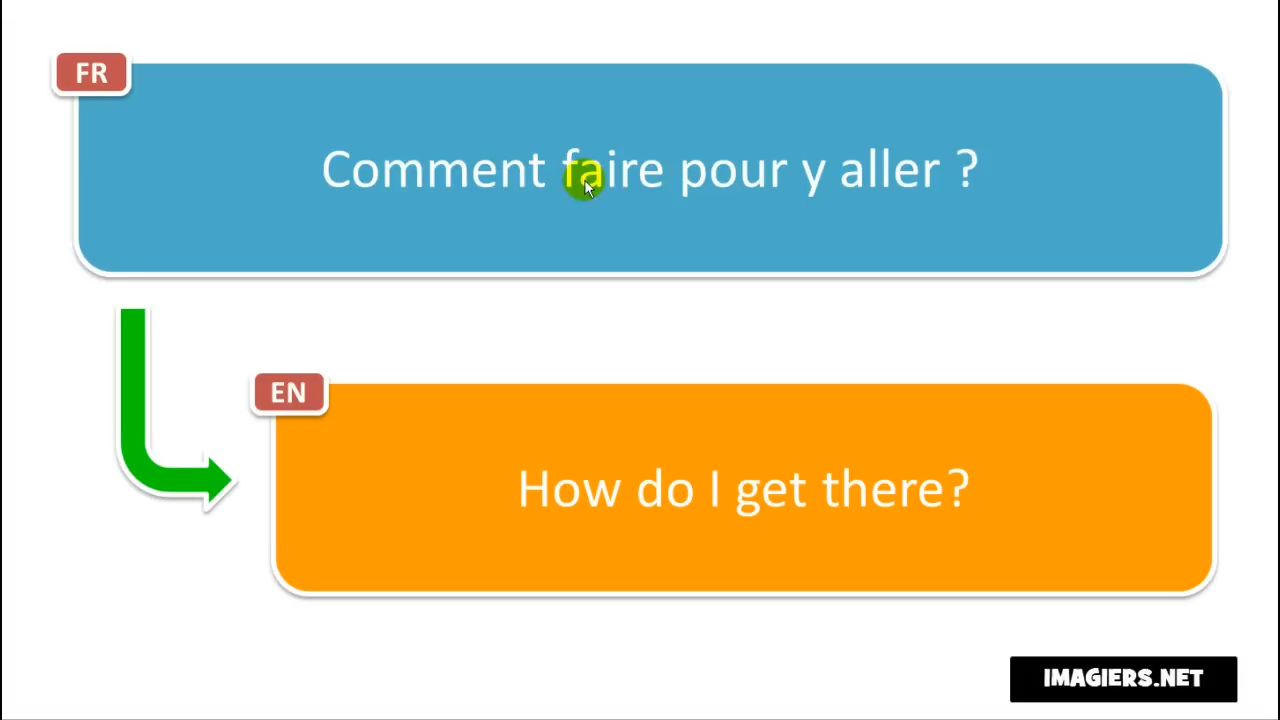 FR
Comment faire pour y aller ?
EN
How do I get there?
IMAGIERS.NET